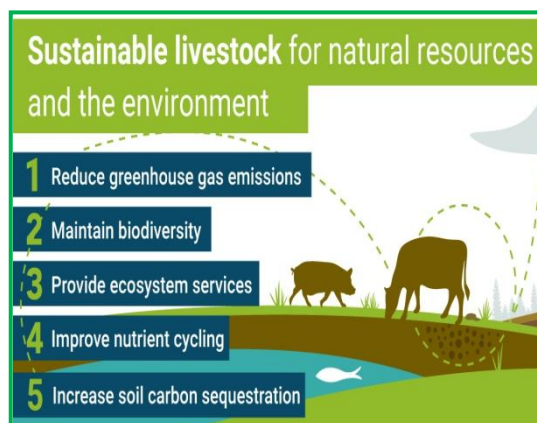 Sustainable livestock for natural resources
and the environment
1 Reduce greenhouse gas emissions
2 Maintain biodiversity
3 Provide ecosystem services
4 Improve nutrient cycling
5 Increase soil carbon sequestration